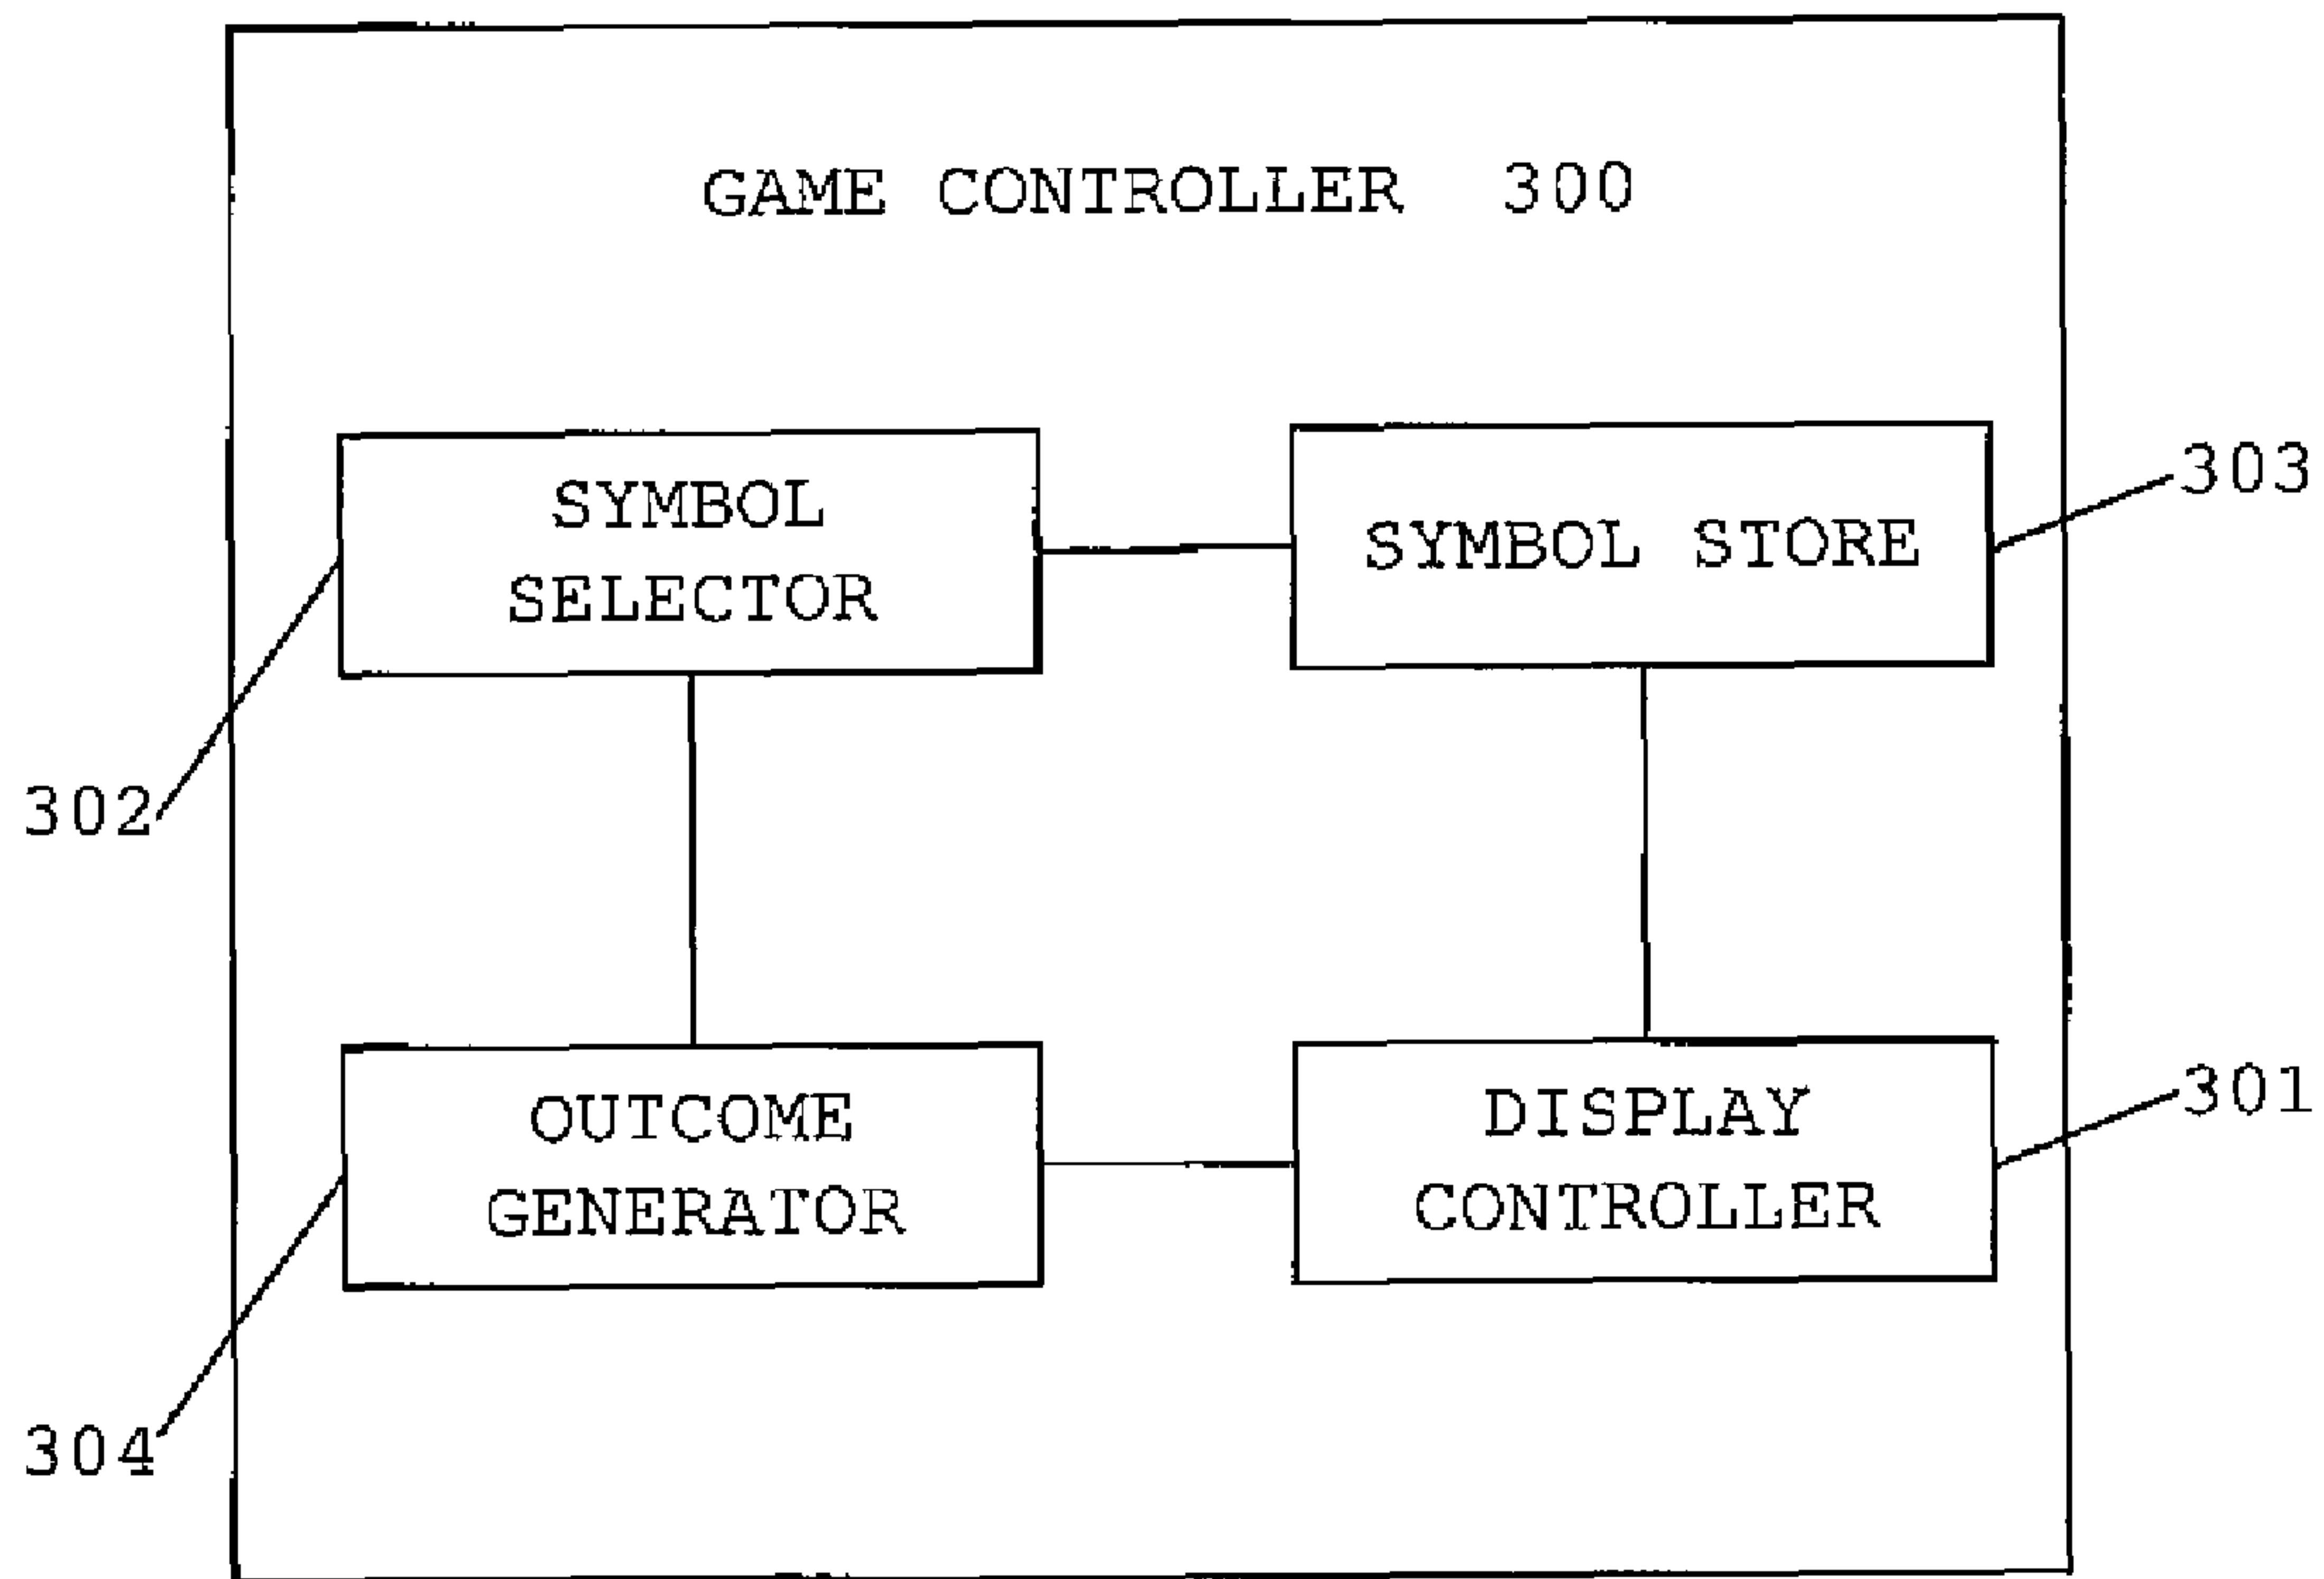 GAME CONTROLLER 300
SYMBOL
SELECTOR
SYMBOL STORE
303
302
OUTCOME
GENERATOR
DISPLAY
CONTROLLER
301
304